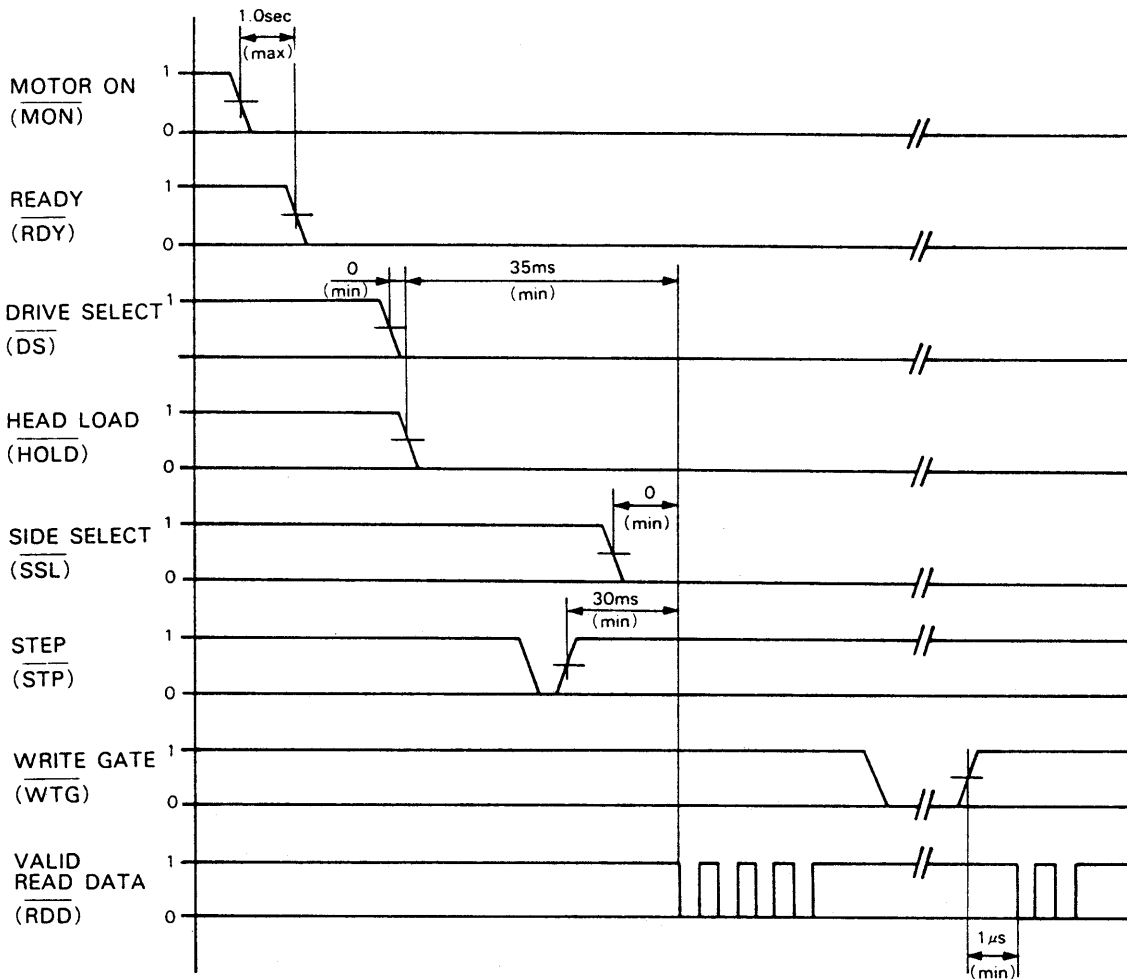 1.0sec
(max)
MOTOR ON
(MON)
1
0
READY
(RDY)
1
0
0
(min)
35ms
(min)
DRIVE SELECT
(DS)
1
HEAD LOAD
(HOLD)
1
0
0
(min)
SIDE SELECT
(SSL)
1
0
30ms
(min)
STEP
(STP)
1
0
WRITE GATE
(WTG)
1
0
VALID
READ DATA
(RDD)
1
0
1μs
(min)